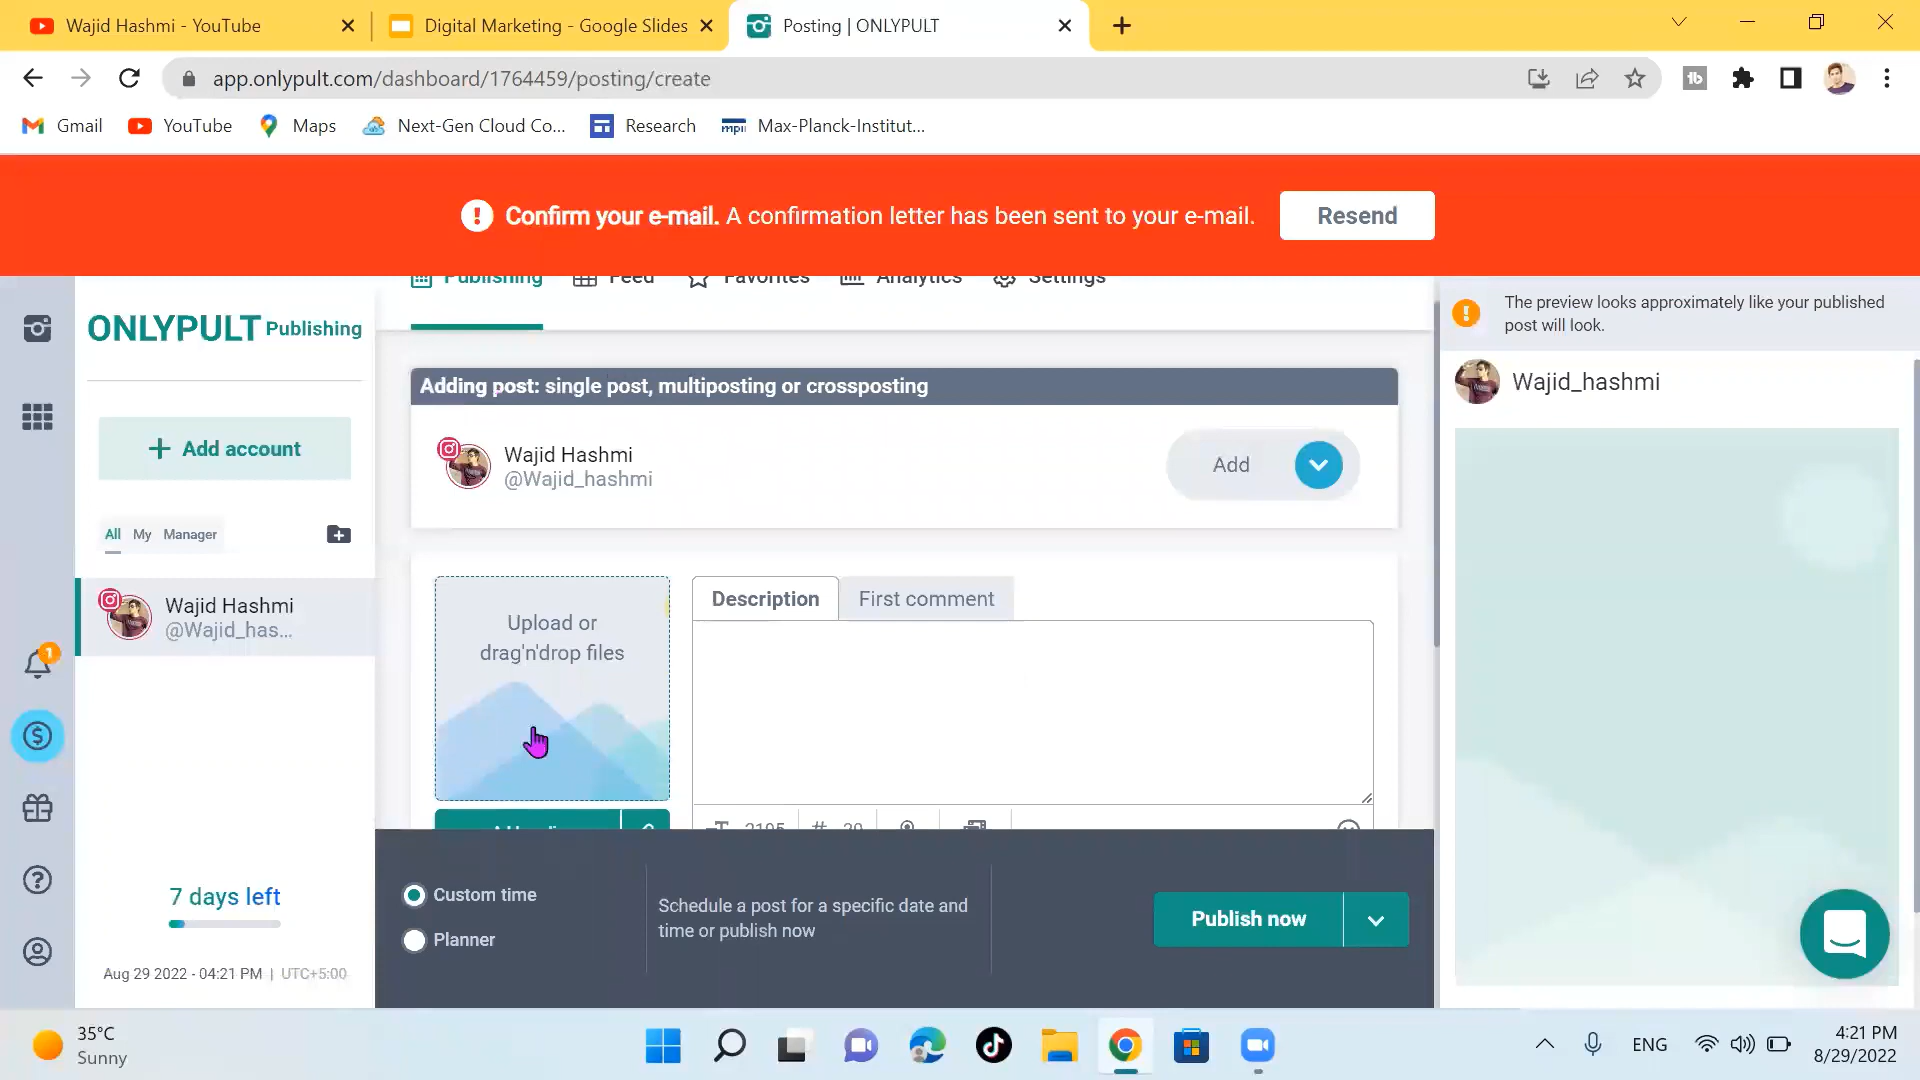 Wajid Hashmi - YouTube
Digital Marketing - Google Slides
Posting | ONLYPULT
app.onlypult.com/dashboard/1764459/posting/create
Gmail
YouTube
Maps
Next-Gen Cloud Co...
Research
mpii
Max-Planck-Institut...
Confirm your e-mail. A confirmation letter has been sent to your e-mail.
Resend
Publishing
Feed
Favorites
Analytics
Settings
ONLYPULT Publishing
Add account
All
My
Manager
Wajid Hashmi
@Wajid_has...
1
7 days left
Aug 29 2022 - 04:21 PM | UTC+5:00
Adding post: single post, multiposting or crossposting
Wajid Hashmi
@Wajid_hashmi
Add
Upload or
drag'n'drop files
Description
First comment
2195
# 30
Custom time
Planner
Schedule a post for a specific date and
time or publish now
Publish now
The preview looks approximately like your published
post will look.
Wajid_hashmi
35°C
Sunny
ENG
4:21 PM
8/29/2022